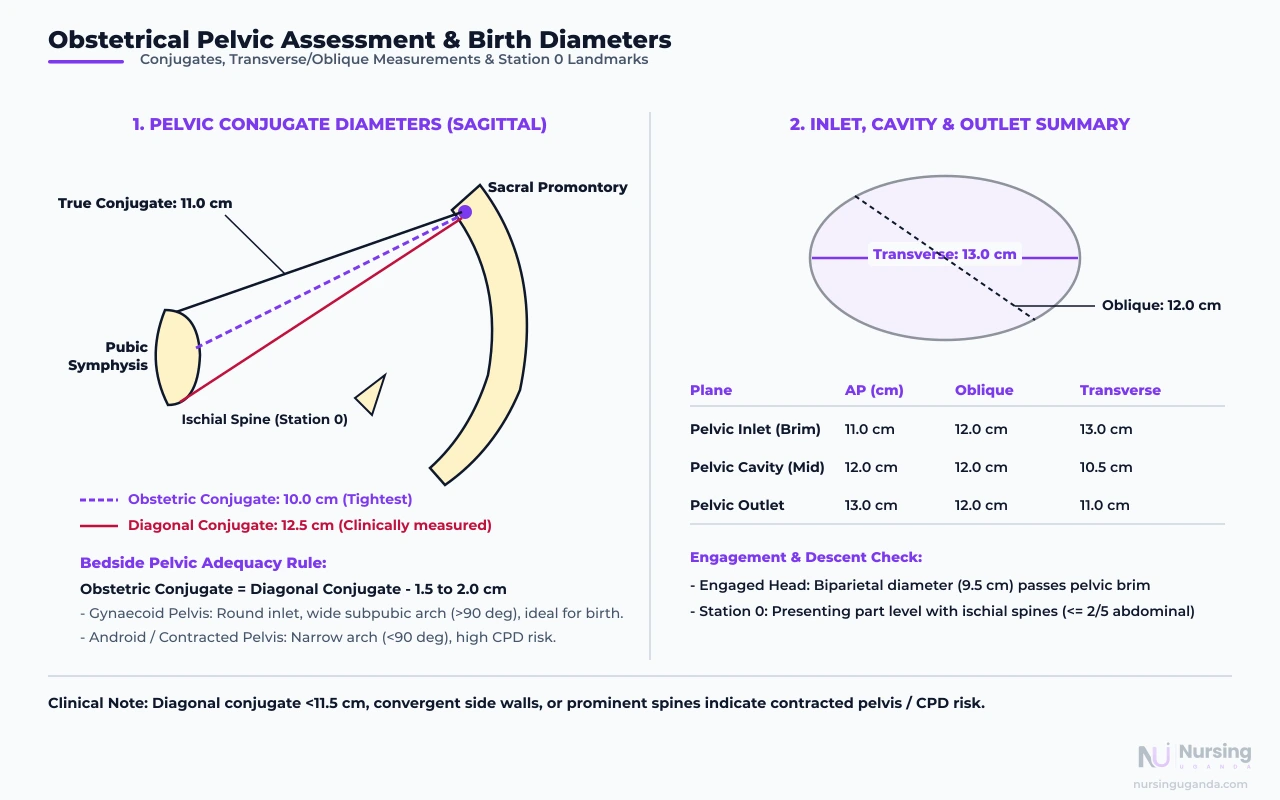 Obstetrical Pelvic Assessment & Birth Diameters
Conjugates, Transverse/Oblique Measurements & Station 0 Landmarks
1. PELVIC CONJUGATE DIAMETERS (SAGITTAL)
Sacral Promontory
True Conjugate: 11.0 cm
Pubic
Symphysis
Ischial Spine (Station 0)
Obstetric Conjugate: 10.0 cm (Tightest)
Diagonal Conjugate: 12.5 cm (Clinically measured)
Bedside Pelvic Adequacy Rule:
Obstetric Conjugate = Diagonal Conjugate - 1.5 to 2.0 cm
- Gynaecoid Pelvis: Round inlet, wide subpubic arch (>90 deg), ideal for birth.
- Android / Contracted Pelvis: Narrow arch (<90 deg), high CPD risk.
2. INLET, CAVITY & OUTLET SUMMARY
Transverse: 13.0 cm
Oblique: 12.0 cm
Plane AP (cm) Oblique Transverse
Pelvic Inlet (Brim) 11.0 cm 12.0 cm 13.0 cm
Pelvic Cavity (Mid) 12.0 cm 12.0 cm 10.5 cm
Pelvic Outlet 13.0 cm 12.0 cm 11.0 cm
Engagement & Descent Check:
- Engaged Head: Biparietal diameter (9.5 cm) passes pelvic brim
- Station 0: Presenting part level with ischial spines (<= 2/5 abdominal)
Clinical Note: Diagonal conjugate <11.5 cm, convergent side walls, or prominent spines indicate contracted pelvis / CPD risk.
NU Nursing
UGANDA
nursinguganda.com